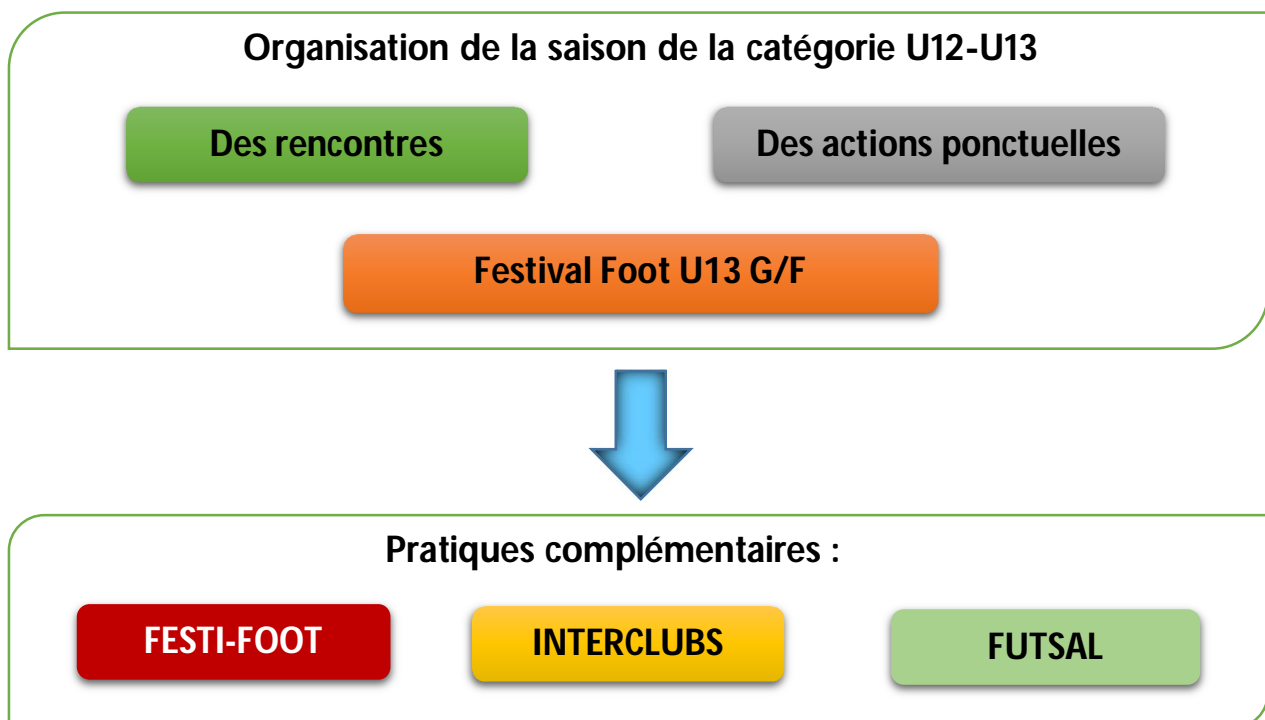 Organisation de la saison de la catégorie U12-U13
Des rencontres
Des actions ponctuelles
Festival Foot U13 G/F
Pratiques complémentaires :
FESTI-FOOT
INTERCLUBS
FUTSAL